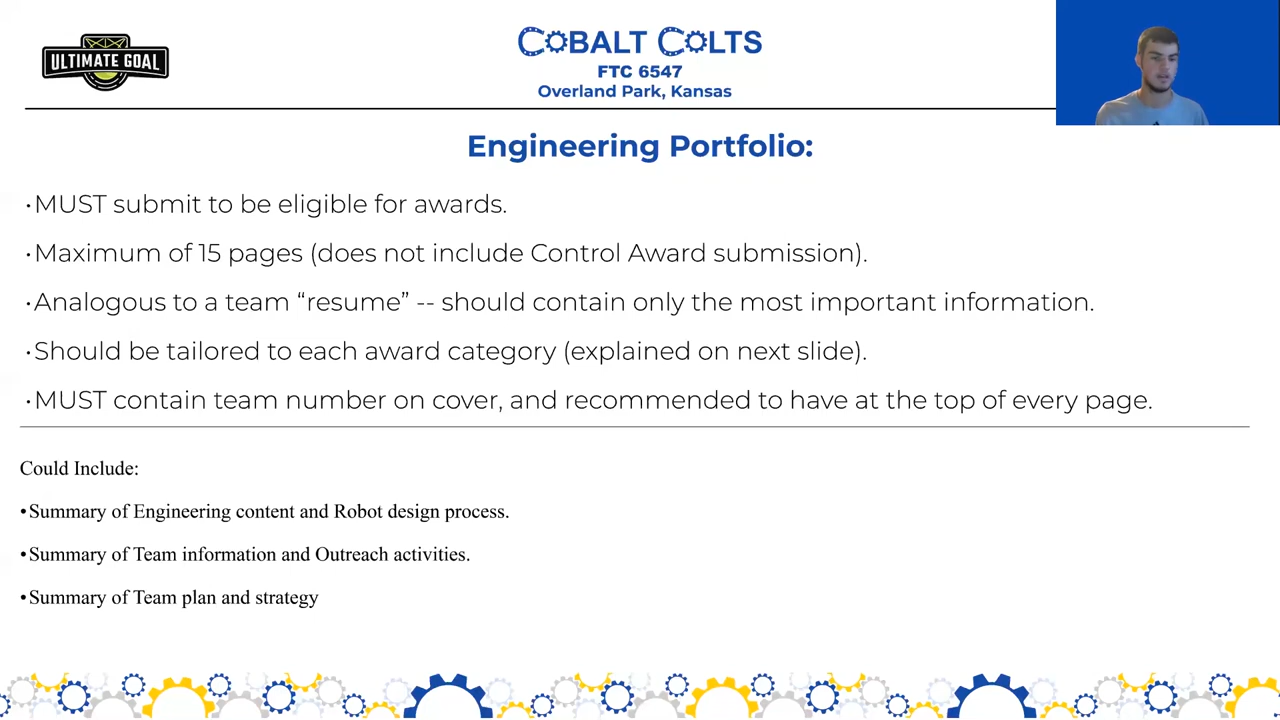 ULTIMATE GOAL
COBALT COLTS
FTC 6547
Overland Park, Kansas
Engineering Portfolio:
·MUST submit to be eligible for awards.
·Maximum of 15 pages (does not include Control Award submission).
·Analogous to a team “resume” -- should contain only the most important information.
·Should be tailored to each award category (explained on next slide).
·MUST contain team number on cover, and recommended to have at the top of every page.
Could Include:
•Summary of Engineering content and Robot design process.
•Summary of Team information and Outreach activities.
•Summary of Team plan and strategy